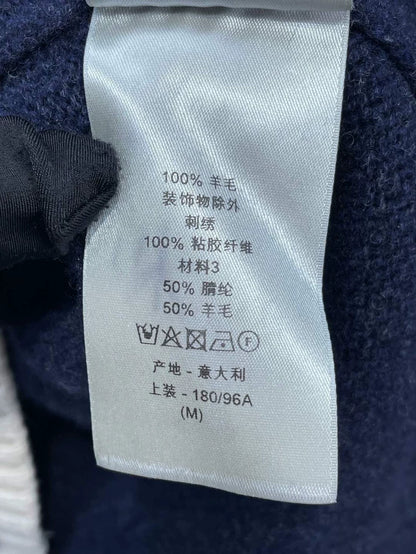 100% 羊毛
装饰物除外
刺绣
100% 粘胶纤维
材料3
50% 腈纶
50% 羊毛
F
产地 - 意大利
上装 - 180/96A
(M)